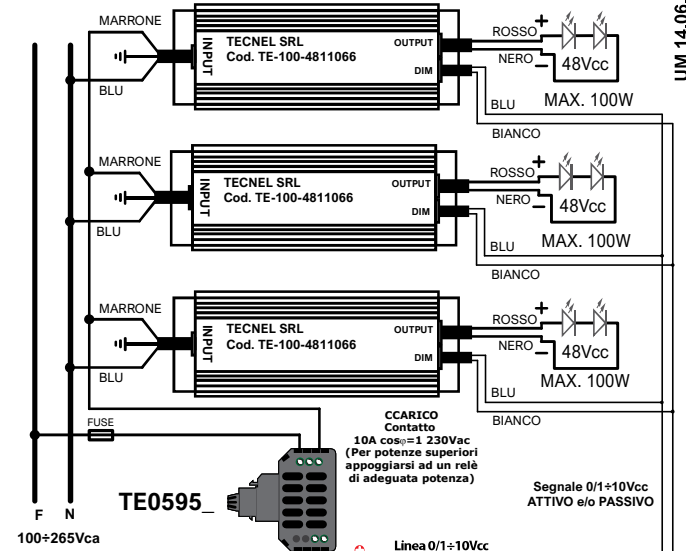 MARRONE
TECNEL SRL
Cod. TE-100-4811066
INPUT
OUTPUT
DIM
BLU
ROSSO
+
NERO
–
48Vcc
MAX. 100W
BLU
BIANCO
UM 14.06.
MARRONE
TECNEL SRL
Cod. TE-100-4811066
INPUT
OUTPUT
DIM
BLU
ROSSO
+
NERO
–
48Vcc
MAX. 100W
BLU
BIANCO
MARRONE
TECNEL SRL
Cod. TE-100-4811066
INPUT
OUTPUT
DIM
BLU
ROSSO
+
NERO
–
48Vcc
MAX. 100W
BLU
BIANCO
FUSE
CCARICO
Contatto
10A cosφ=1 230Vac
(Per potenze superiori
appoggiarsi ad un relè
di adeguata potenza)
TE0595_
Segnale 0/1÷10Vcc
ATTIVO e/o PASSIVO
F N
100÷265Vca
Linea 0/1÷10Vcc